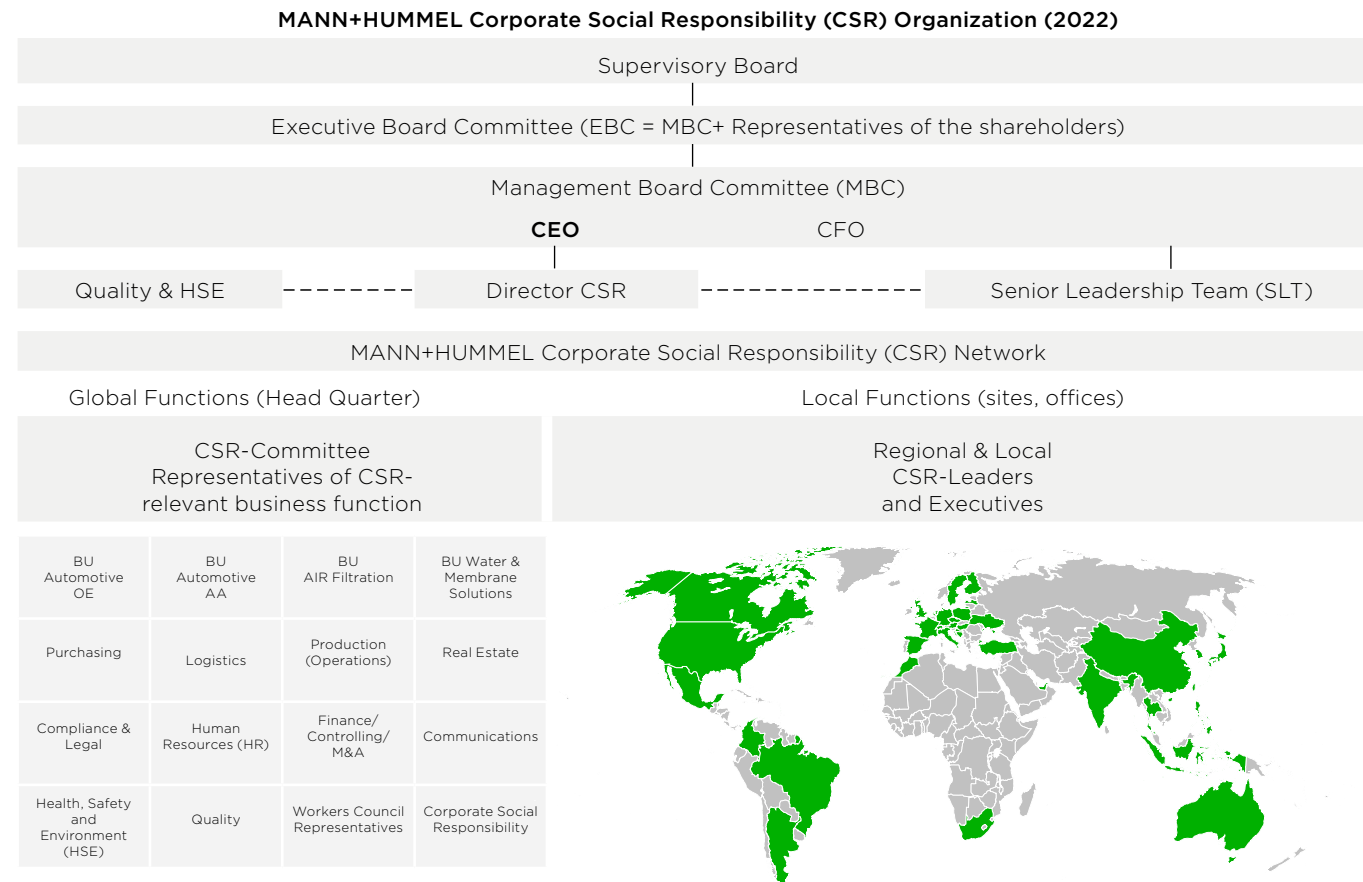 MANN+HUMMEL Corporate Social Responsibility (CSR) Organization (2022)
Supervisory Board
Executive Board Committee (EBC = MBC+ Representatives of the shareholders)
Management Board Committee (MBC)
CEO
CFO
Quality & HSE
Director CSR
Senior Leadership Team (SLT)
MANN+HUMMEL Corporate Social Responsibility (CSR) Network
Global Functions (Head Quarter)
CSR-Committee
Representatives of CSR-
relevant business function
BU
Automotive
OE
BU
Automotive
AA
BU
AIR Filtration
BU Water &
Membrane
Solutions
Purchasing
Logistics
Production
(Operations)
Real Estate
Compliance &
Legal
Human
Resources (HR)
Finance/
Controlling/
M&A
Communications
Health, Safety
and
Environment
(HSE)
Quality
Workers Council
Representatives
Corporate Social
Responsibility
Local Functions (sites, offices)
Regional & Local
CSR-Leaders
and Executives